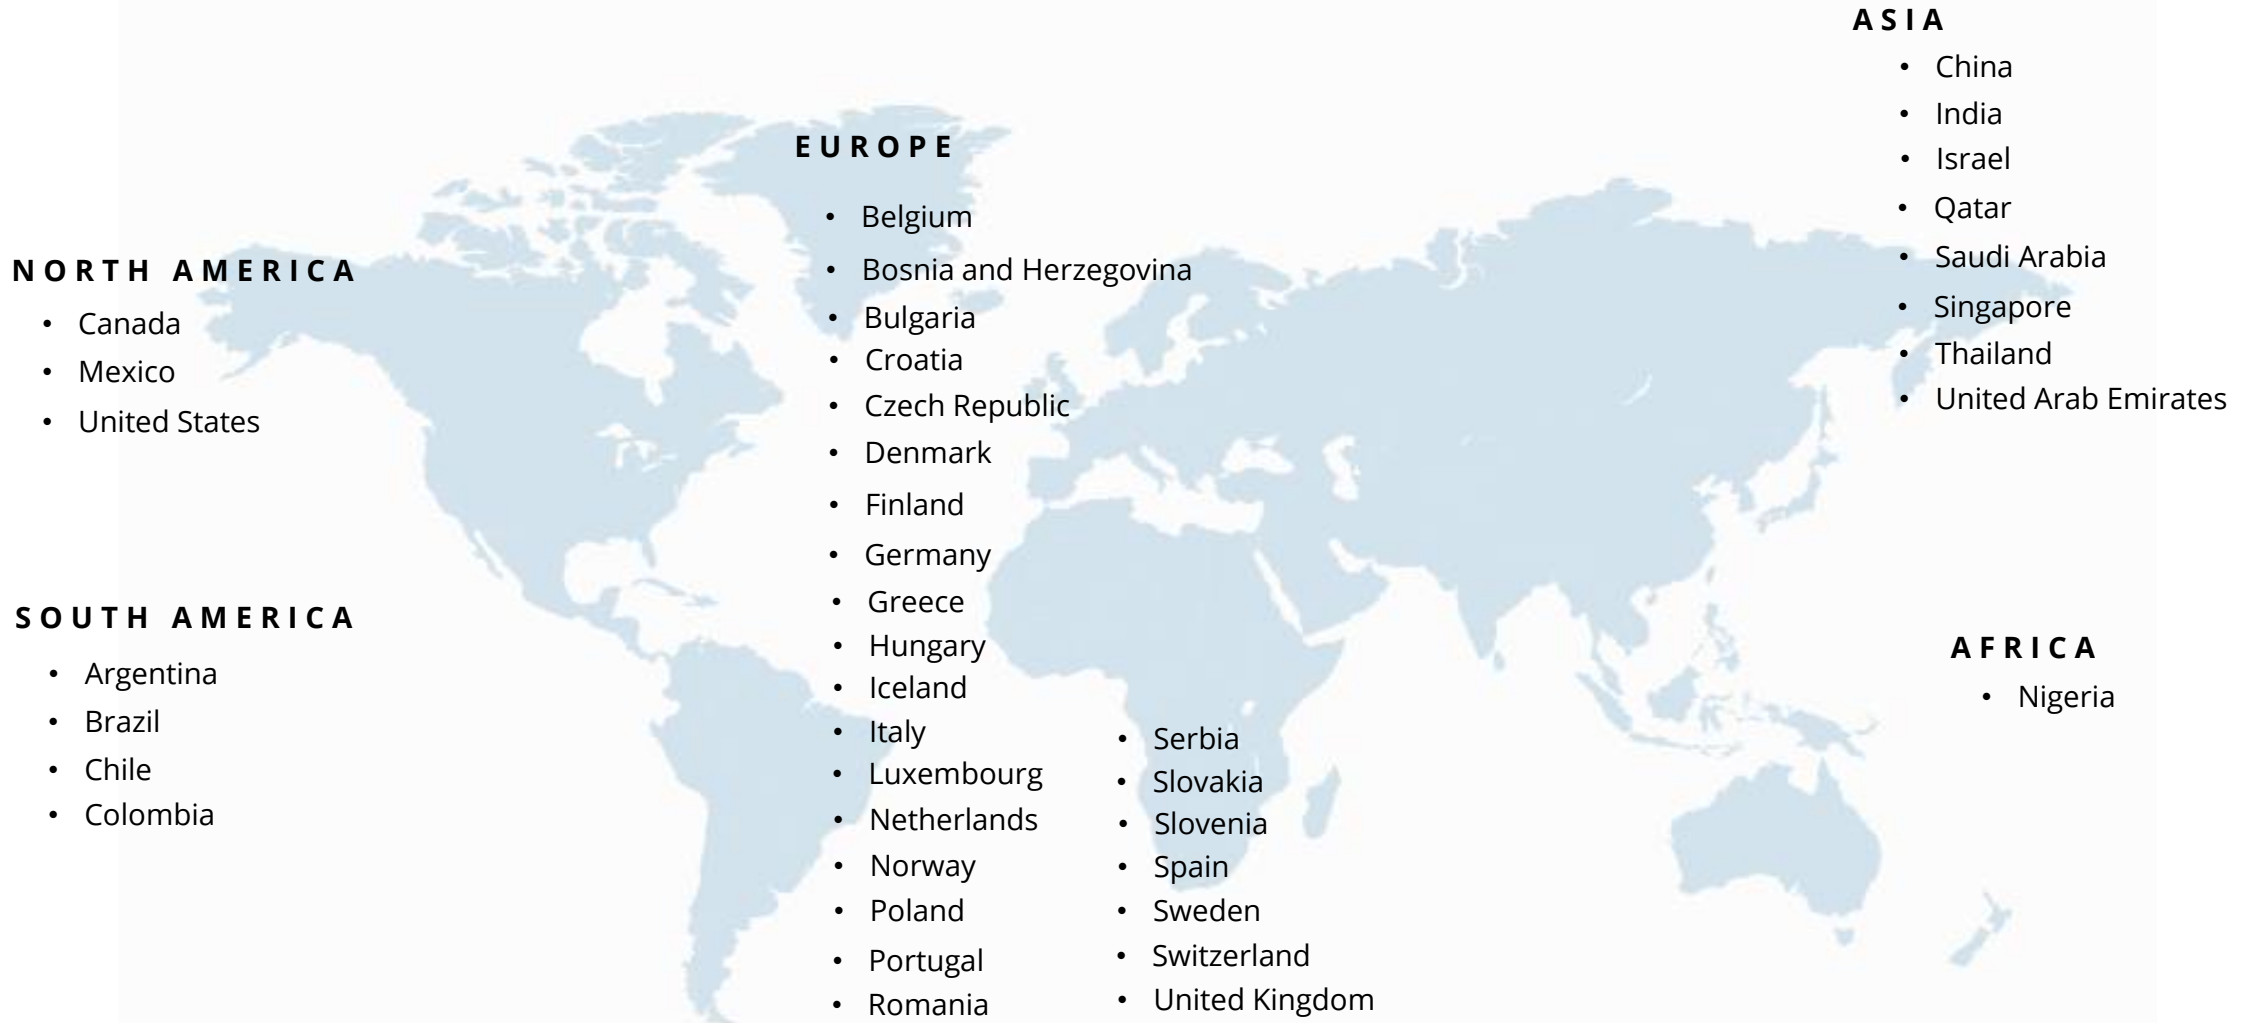 NORTH AMERICA
• Canada
• Mexico
• United States
SOUTH AMERICA
• Argentina
• Brazil
• Chile
• Colombia
EUROPE
• Belgium
• Bosnia and Herzegovina
• Bulgaria
• Croatia
• Czech Republic
• Denmark
• Finland
• Germany
• Greece
• Hungary
• Iceland
• Italy
• Luxembourg
• Netherlands
• Norway
• Poland
• Portugal
• Romania
• Serbia
• Slovakia
• Slovenia
• Spain
• Sweden
• Switzerland
• United Kingdom
ASIA
• China
• India
• Israel
• Qatar
• Saudi Arabia
• Singapore
• Thailand
• United Arab Emirates
AFRICA
• Nigeria